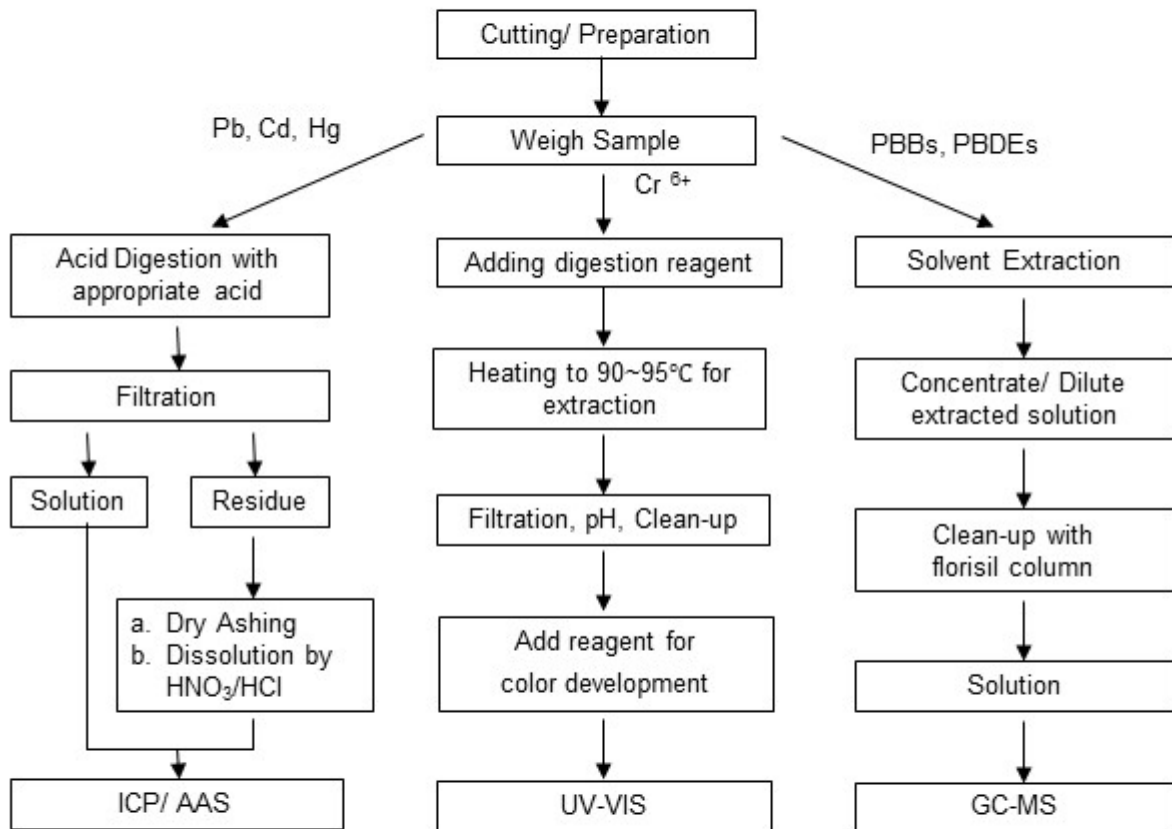 Cutting/ Preparation
Pb, Cd, Hg
Weigh Sample
PBBs, PBDEs
Cr ⁶⁺
Acid Digestion with
appropriate acid
Adding digestion reagent
Solvent Extraction
Filtration
Heating to 90~95℃ for
extraction
Concentrate/ Dilute
extracted solution
Solution
Residue
Filtration, pH, Clean-up
Clean-up with
florisil column
a. Dry Ashing
b. Dissolution by
HNO₃/HCl
Add reagent for
color development
Solution
ICP/ AAS
UV-VIS
GC-MS